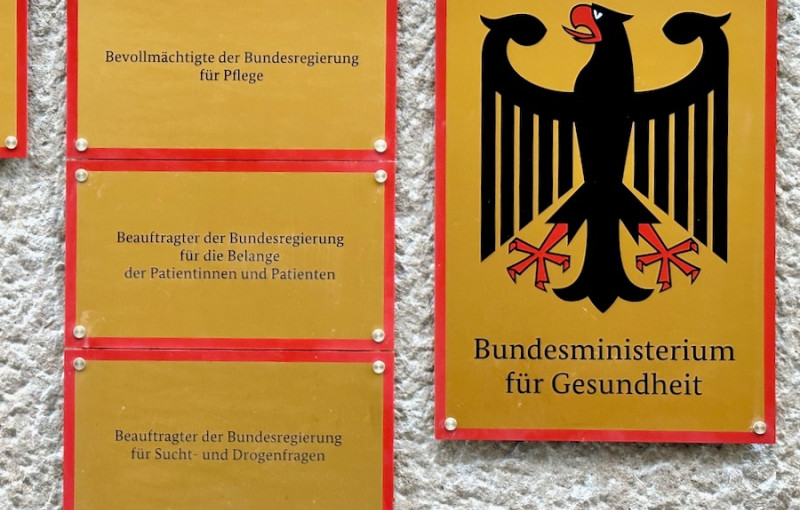 Bevollmächtigte der Bundesregierung
für Pflege
Beauftragter der Bundesregierung
für die Belange
der Patientinnen und Patienten
Beauftragter der Bundesregierung
für Sucht- und Drogenfragen
Bundesministerium
für Gesundheit